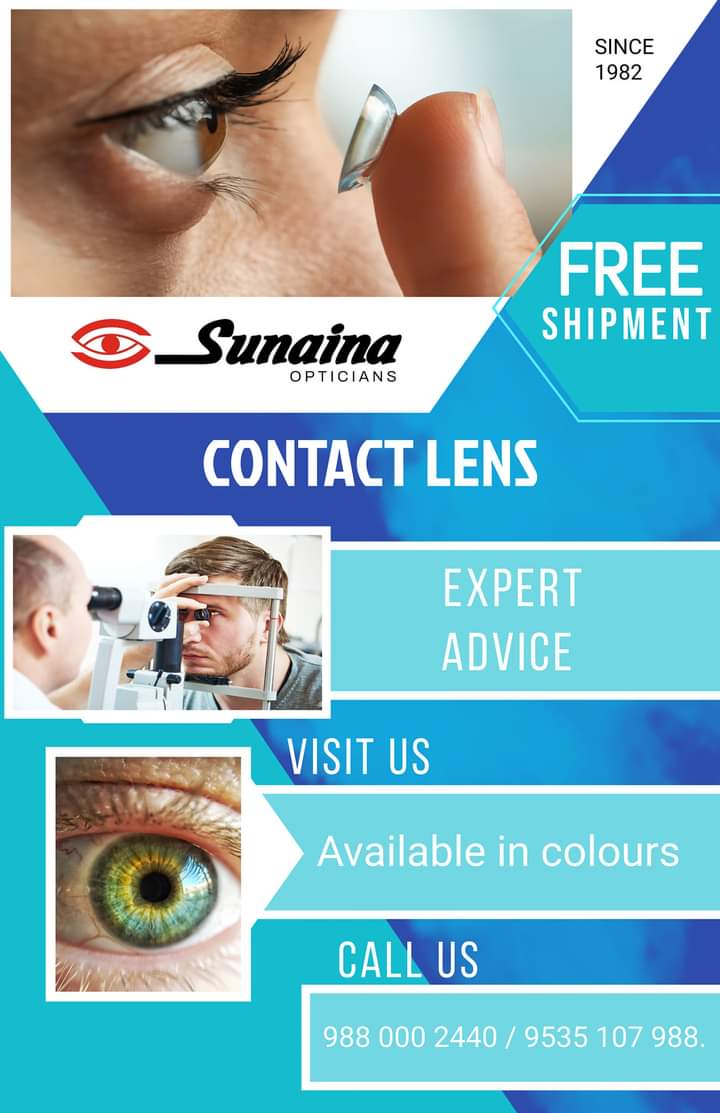 SINCE
1982
FREE
SHIPMENT
Sunaina
OPTICIANS
CONTACT LENS
EXPERT
ADVICE
VISIT US
Available in colours
CALL US
988 000 2440 / 9535 107 988.